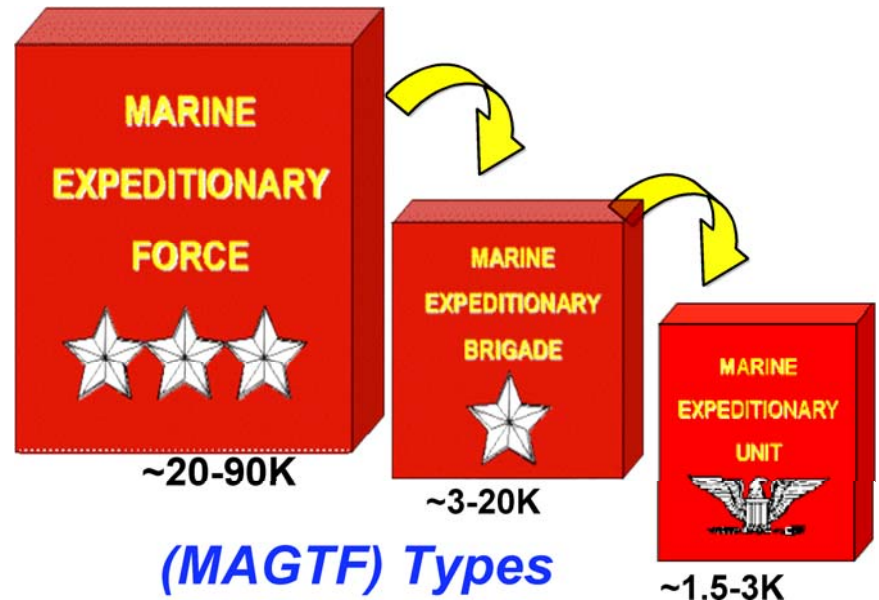 MARINE
EXPEDITIONARY
FORCE
~20-90K
MARINE
EXPEDITIONARY
BRIGADE
~3-20K
MARINE
EXPEDITIONARY
UNIT
~1.5-3K
(MAGTF) Types